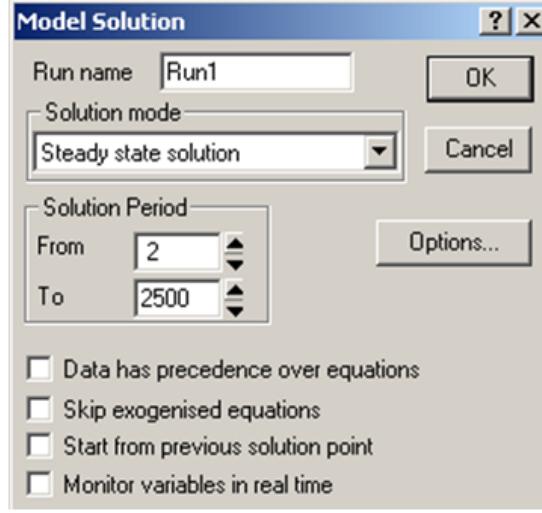 Model Solution
Run name Run1
OK
Solution mode
Steady state solution
Cancel
Solution Period
From 2
Options...
To 2500
Data has precedence over equations
Skip exogenised equations
Start from previous solution point
Monitor variables in real time